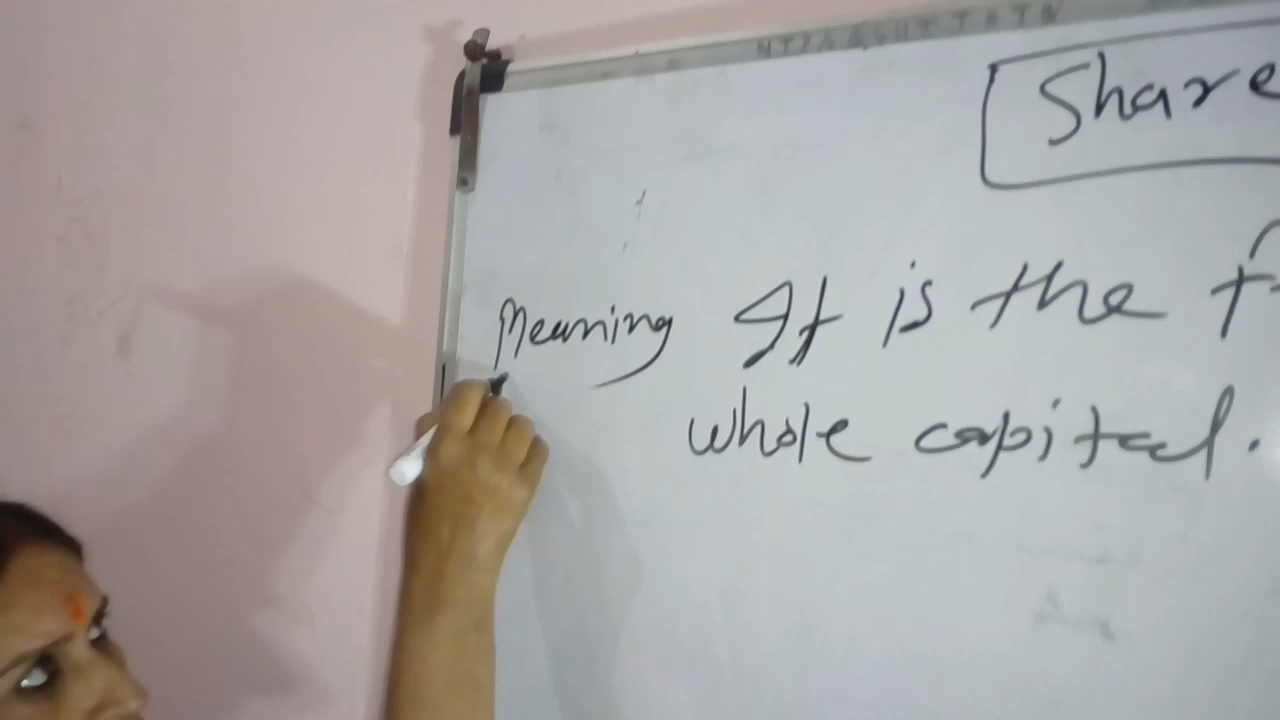 Share
Meaning It is the f
whole capital.